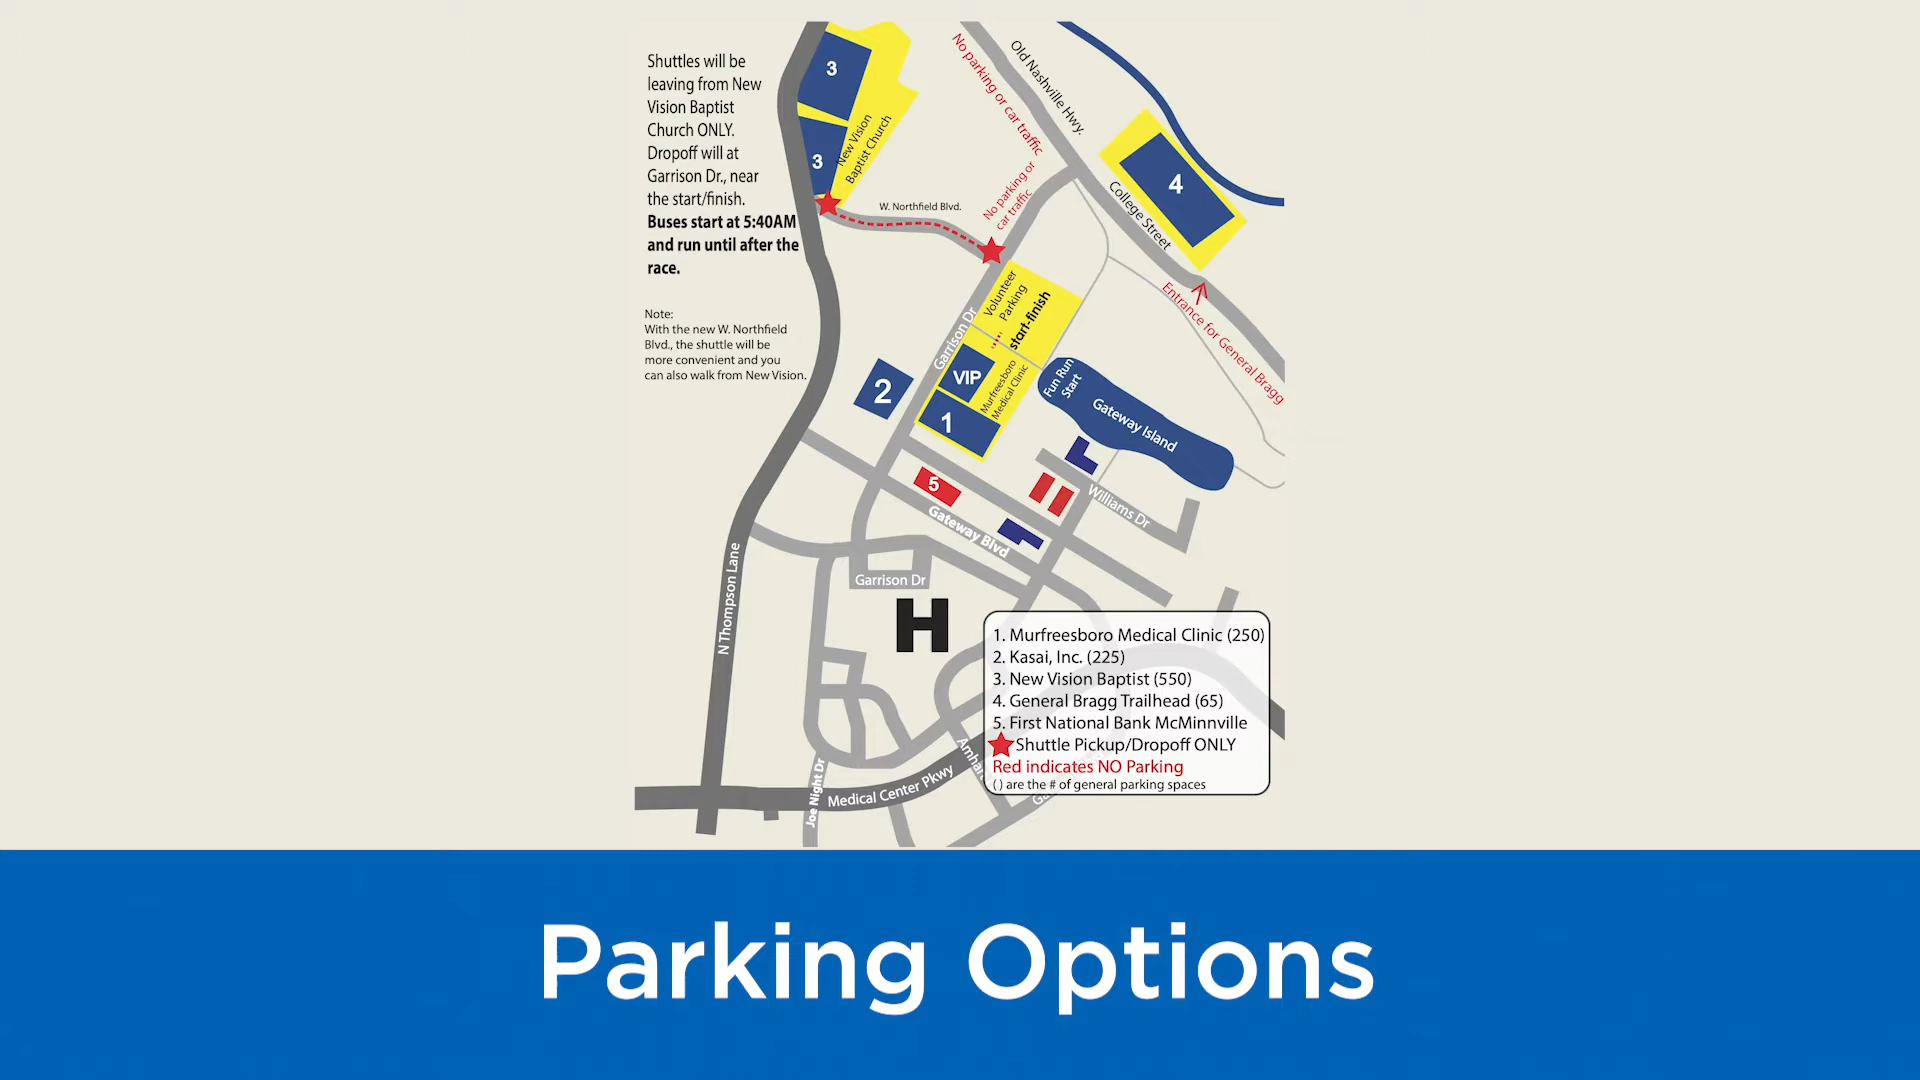 Shuttles will be
leaving from New
Vision Baptist
Church ONLY.
Dropoff will at
Garrison Dr., near
the start/finish.
Buses start at 5:40AM
and run until after the
race.
Note:
With the new W. Northfield
Blvd., the shuttle will be
more convenient and you
can also walk from New Vision.
3
3
New Vision
Baptist Church
W. Northfield Blvd.
No parking or car traffic
Old Nashville Hwy.
No parking or
car traffic
4
College Street
Entrance for General Bragg
Volunteer
Parking
start-finish
Garrison Dr
VIP
Murfreesboro
Medical Clinic
1
2
Fun Run
Start
Gateway Island
5
Gateway Blvd
Williams Dr
Garrison Dr
H
N Thompson Lane
Joe Night Dr
Medical Center Pkwy
1. Murfreesboro Medical Clinic (250)
2. Kasai, Inc. (225)
3. New Vision Baptist (550)
4. General Bragg Trailhead (65)
5. First National Bank McMinnville
Shuttle Pickup/Dropoff ONLY
Red indicates NO Parking
( ) are the # of general parking spaces
Parking Options